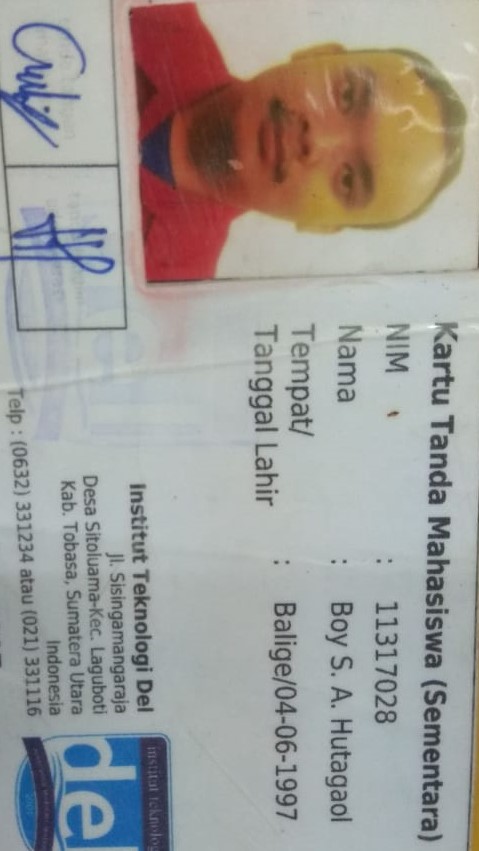 Kartu Tanda Mahasiswa (Sementara)
NIM : 11317028
Nama : Boy S. A. Hutagaol
Tempat/
Tanggal Lahir : Balige/04-06-1997
Institut Teknologi Del
Jl. Sisingamangaraja
Desa Sitoluama-Kec. Laguboti
Kab. Tobasa, Sumatera Utara
Indonesia
Telp : (0632) 331234 atau (021) 331116
institut teknologi
del